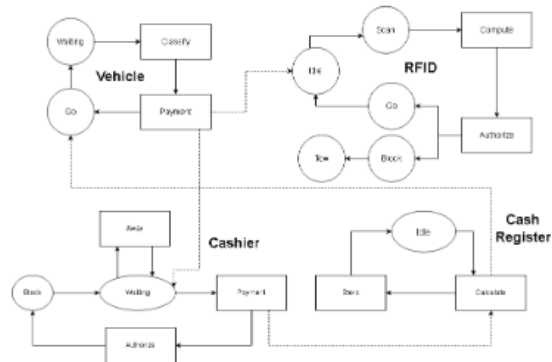 Waiting
Classify
Vehicle
Go
Payment
Idle
Scan
Compute
RFID
Go
Authorize
Tow
Block
Away
Cashier
Block
Waiting
Payment
Authorize
Cash
Register
Idle
Store
Calculate